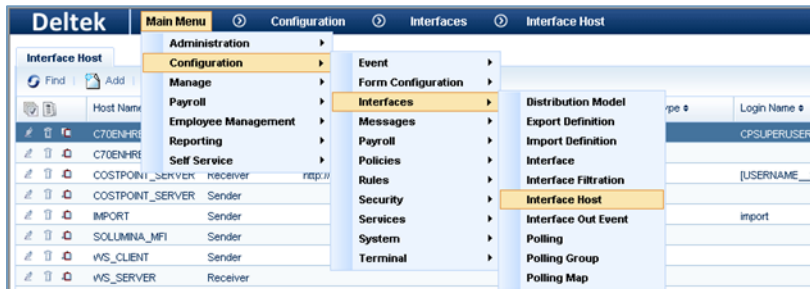 Deltek Main Menu Configuration Interfaces Interface Host
Interface Host
Find Add
Administration
Configuration
Manage
Payroll
Employee Management
Reporting
Self Service
Event
Form Configuration
Interfaces
Messages
Payroll
Policies
Rules
Security
Services
System
Terminal
Distribution Model
Export Definition
Import Definition
Interface
Interface Filtration
Interface Host
Interface Out Event
Polling
Polling Group
Polling Map
Host Name Login Name
C70ENHRE CPSUPERUSER
C70ENHRE
COSTPOINT_SERVER Receiver http:// [USERNAME__
COSTPOINT_SERVER Sender
IMPORT Sender import
SOLUMINA_MFI Sender
WS_CLIENT Sender
WS_SERVER Receiver